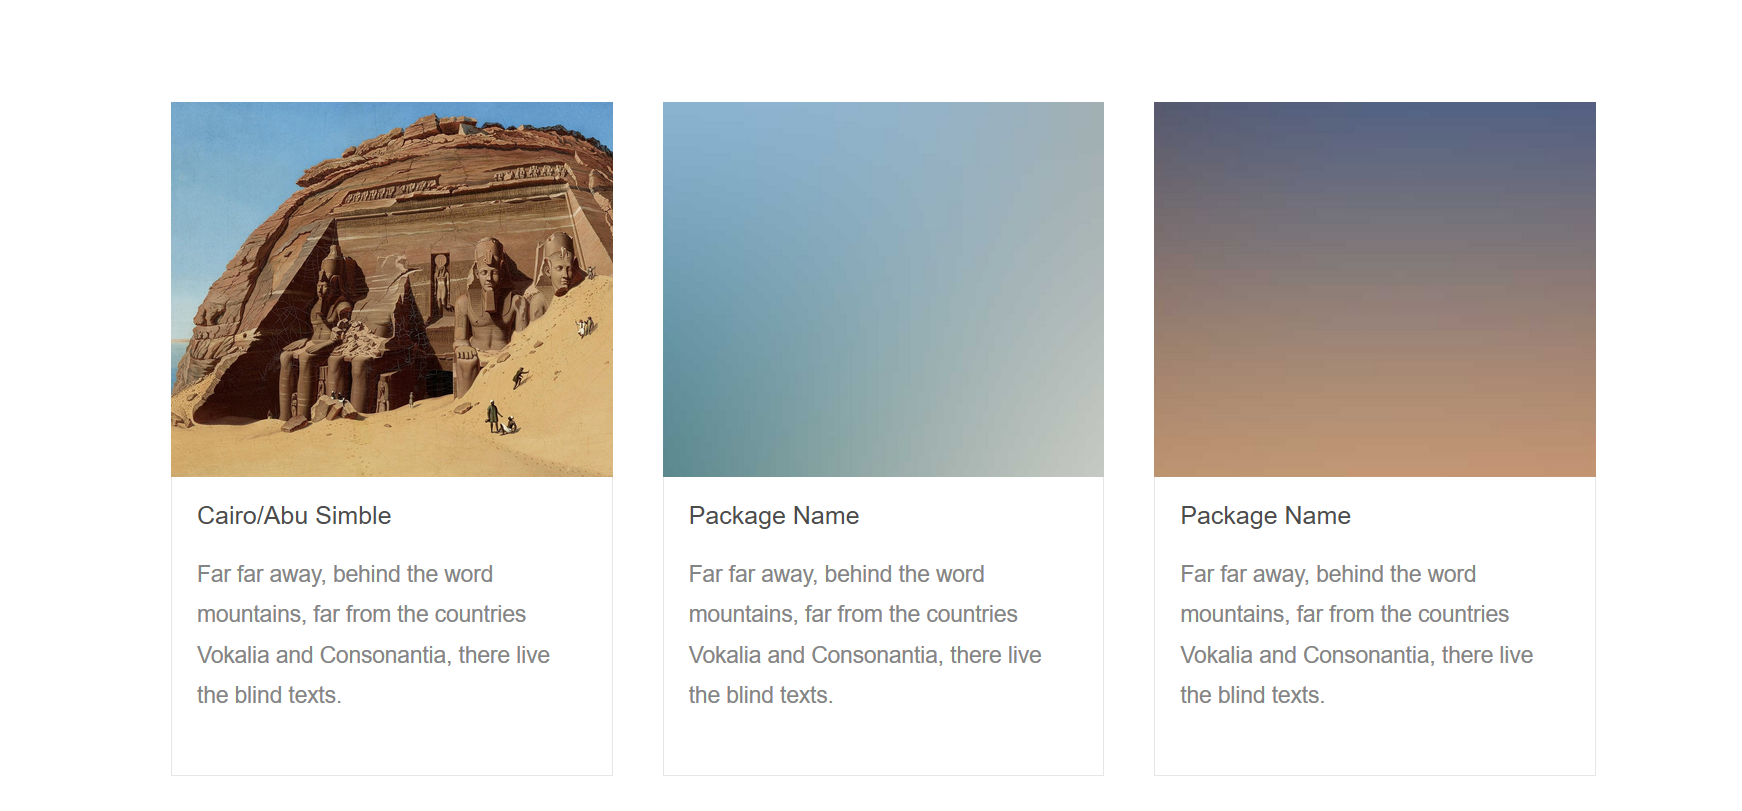 Cairo/Abu Simble
Far far away, behind the word
mountains, far from the countries
Vokalia and Consonantia, there live
the blind texts.
Package Name
Far far away, behind the word
mountains, far from the countries
Vokalia and Consonantia, there live
the blind texts.
Package Name
Far far away, behind the word
mountains, far from the countries
Vokalia and Consonantia, there live
the blind texts.